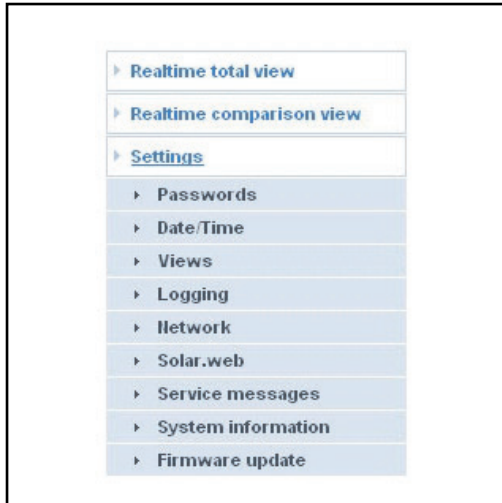 Realtime total view
Realtime comparison view
Settings
Passwords
Date/Time
Views
Logging
Network
Solar.web
Service messages
System information
Firmware update